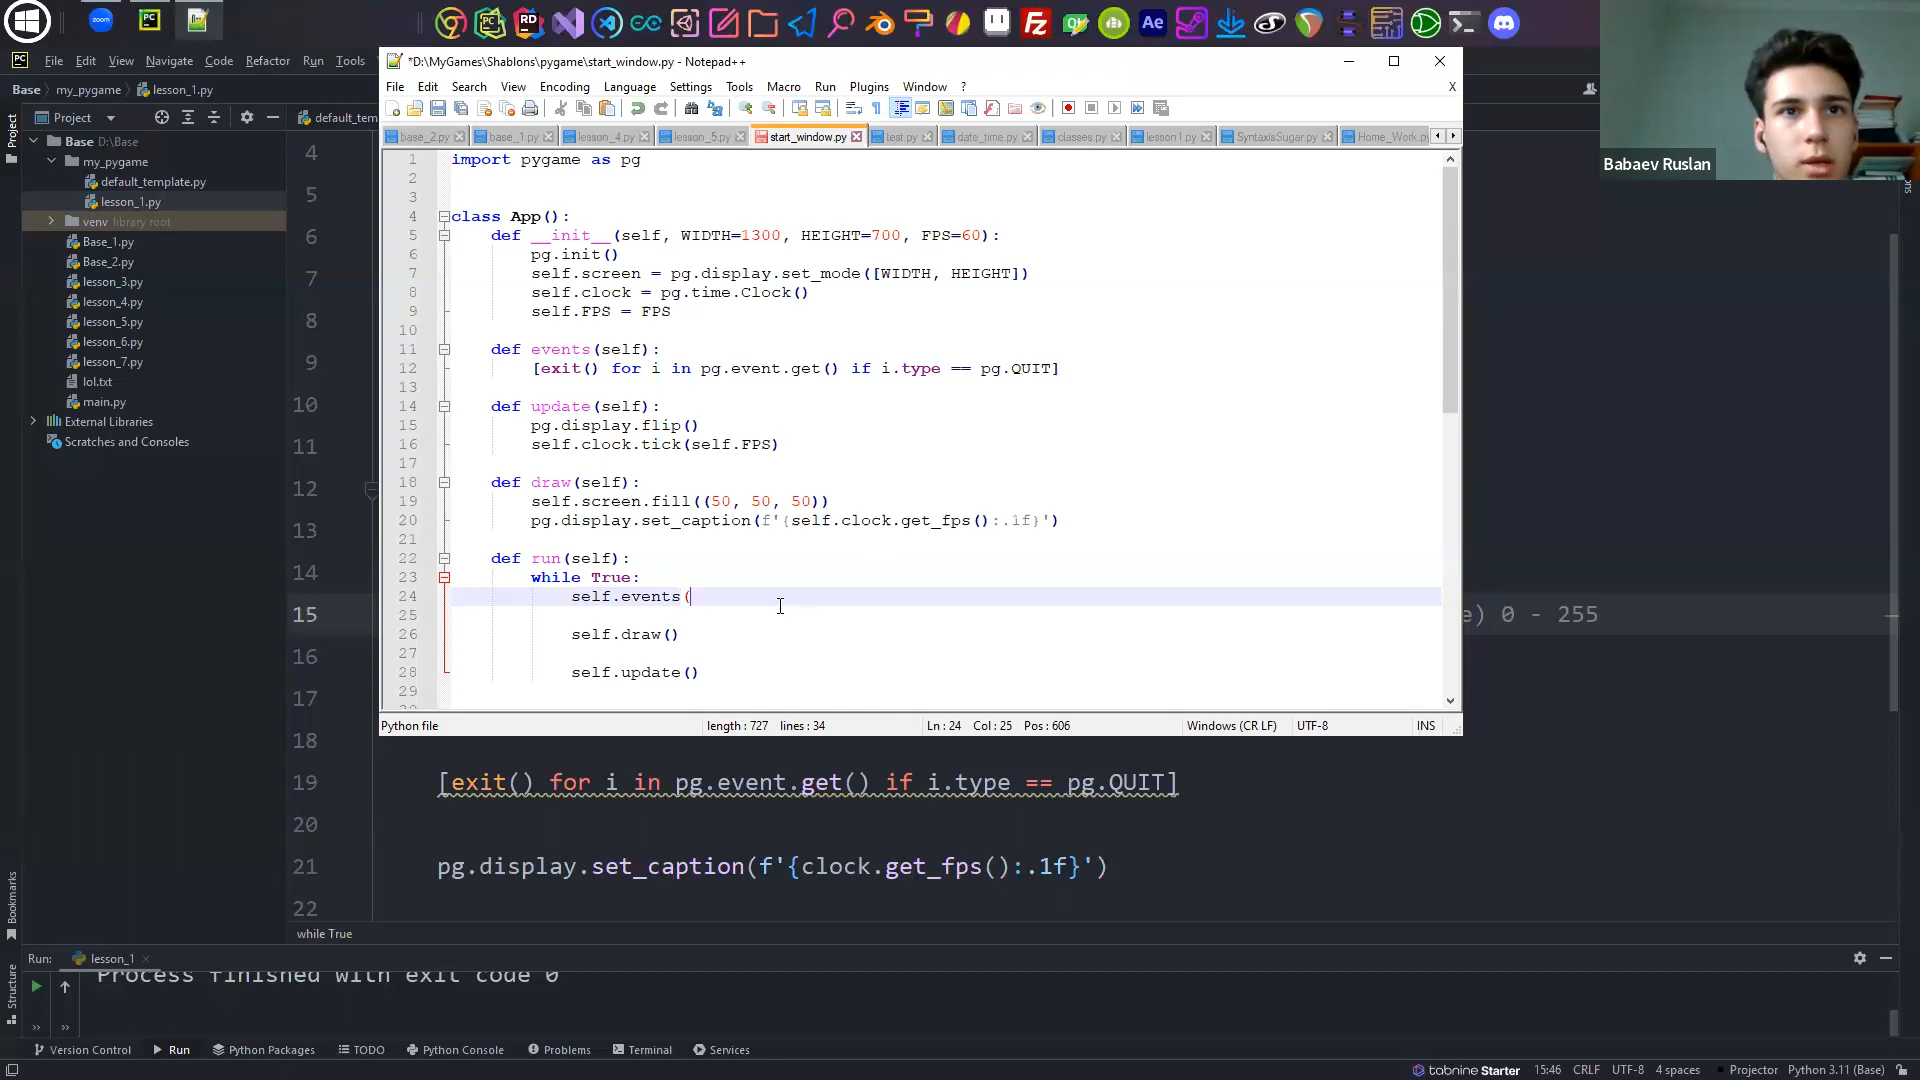 zoom
PC
RD
Ae
PC File Edit View Navigate Code Refactor Run Tools
*D:\MyGames\Shablons\pygame\start_window.py - Notepad++
Base my_pygame lesson_1.py
File Edit Search View Encoding Language Settings Tools Macro Run Plugins Window ? X
Project default_tem
base_2.py base_1.py lesson_4.py lesson_5.py start_window.py test.py date_time.py classes.py lesson1.py SyntaxisSugar.py Home_Work.py
Babaev Ruslan
Project
Base D:\Base
my_pygame
default_template.py
lesson_1.py
venv library root
Base_1.py
Base_2.py
lesson_3.py
lesson_4.py
lesson_5.py
lesson_6.py
lesson_7.py
lol.txt
main.py
External Libraries
Scratches and Consoles
4
5
6
7
8
9
10
11
12
13
14
15
16
17
18
1 import pygame as pg
2
3
4 class App():
5 def __init__(self, WIDTH=1300, HEIGHT=700, FPS=60):
6 pg.init()
7 self.screen = pg.display.set_mode([WIDTH, HEIGHT])
8 self.clock = pg.time.Clock()
9 self.FPS = FPS
10
11 def events(self):
12 [exit() for i in pg.event.get() if i.type == pg.QUIT]
13
14 def update(self):
15 pg.display.flip()
16 self.clock.tick(self.FPS)
17
18 def draw(self):
19 self.screen.fill((50, 50, 50))
20 pg.display.set_caption(f'{self.clock.get_fps():.1f}')
21
22 def run(self):
23 while True:
24 self.events(
25
26 self.draw()
27
28 self.update()
29
e) 0 - 255
Python file length : 727 lines : 34 Ln : 24 Col : 25 Pos : 606 Windows (CR LF) UTF-8 INS
19 [exit() for i in pg.event.get() if i.type == pg.QUIT]
20
21 pg.display.set_caption(f'{clock.get_fps():.1f}')
22
while True
Bookmarks
Structure
Run: lesson_1
Process finished with exit code 0
Version Control Run Python Packages TODO Python Console Problems Terminal Services
tabnine Starter 15:46 CRLF UTF-8 4 spaces Projector Python 3.11 (Base)